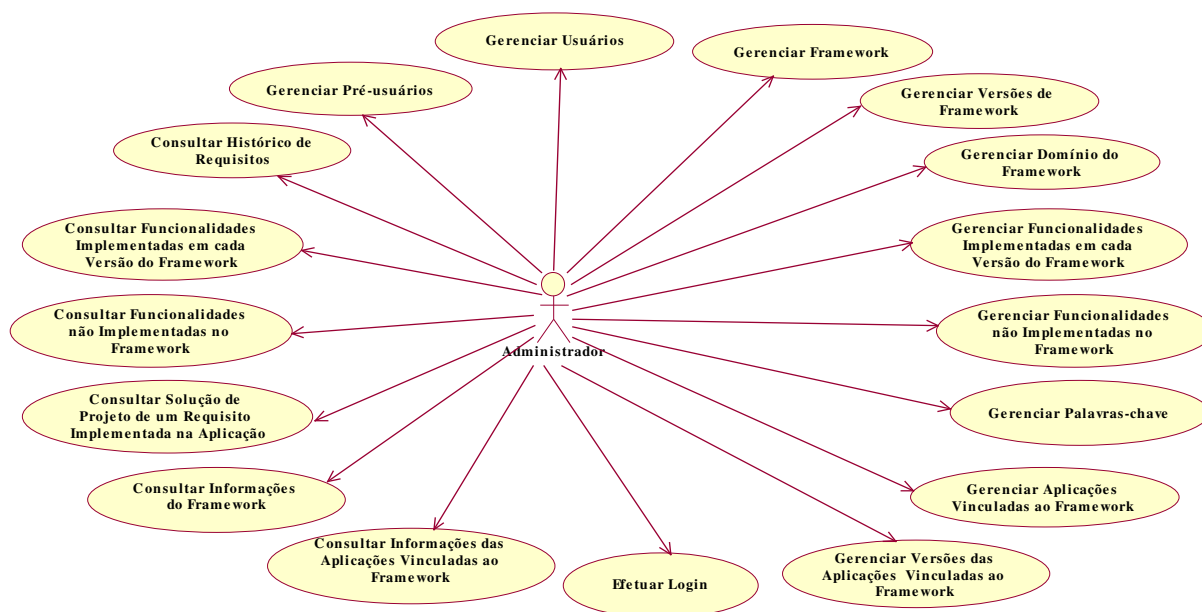 Gerenciar Usuários
Gerenciar Framework
Gerenciar Pré-usuários
Gerenciar Versões de
Framework
Consultar Histórico de
Requisitos
Gerenciar Domínio do
Framework
Consultar Funcionalidades
Implementadas em cada
Versão do Framework
Gerenciar Funcionalidades
Implementadas em cada
Versão do Framework
Consultar Funcionalidades
não Implementadas no
Framework
Gerenciar Funcionalidades
não Implementadas no
Framework
Administrador
Consultar Solução de
Projeto de um Requisito
Implementada na Aplicação
Gerenciar Palavras-chave
Consultar Informações
do Framework
Gerenciar Aplicações
Vinculadas ao Framework
Consultar Informações das
Aplicações Vinculadas ao
Framework
Efetuar Login
Gerenciar Versões das
Aplicações Vinculadas ao
Framework